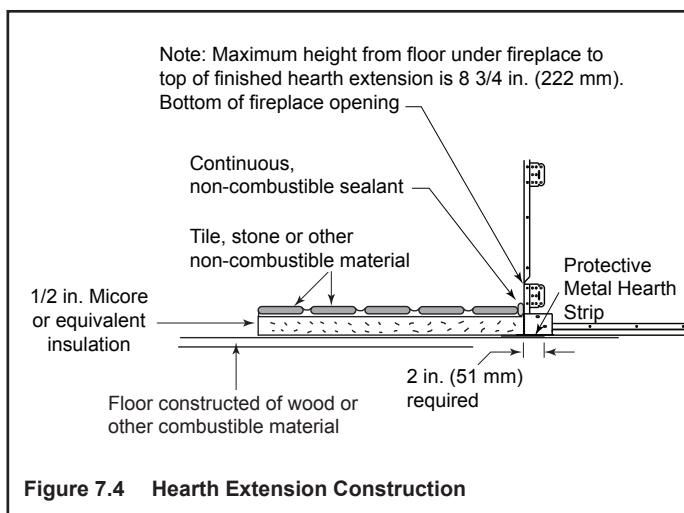 Note: Maximum height from floor under fireplace to
top of finished hearth extension is 8 3/4 in. (222 mm).
Bottom of fireplace opening
Continuous,
non-combustible sealant
Tile, stone or other
non-combustible material
Protective
Metal Hearth
Strip
1/2 in. Micore
or equivalent
insulation
2 in. (51 mm)
required
Floor constructed of wood or
other combustible material
Figure 7.4 Hearth Extension Construction